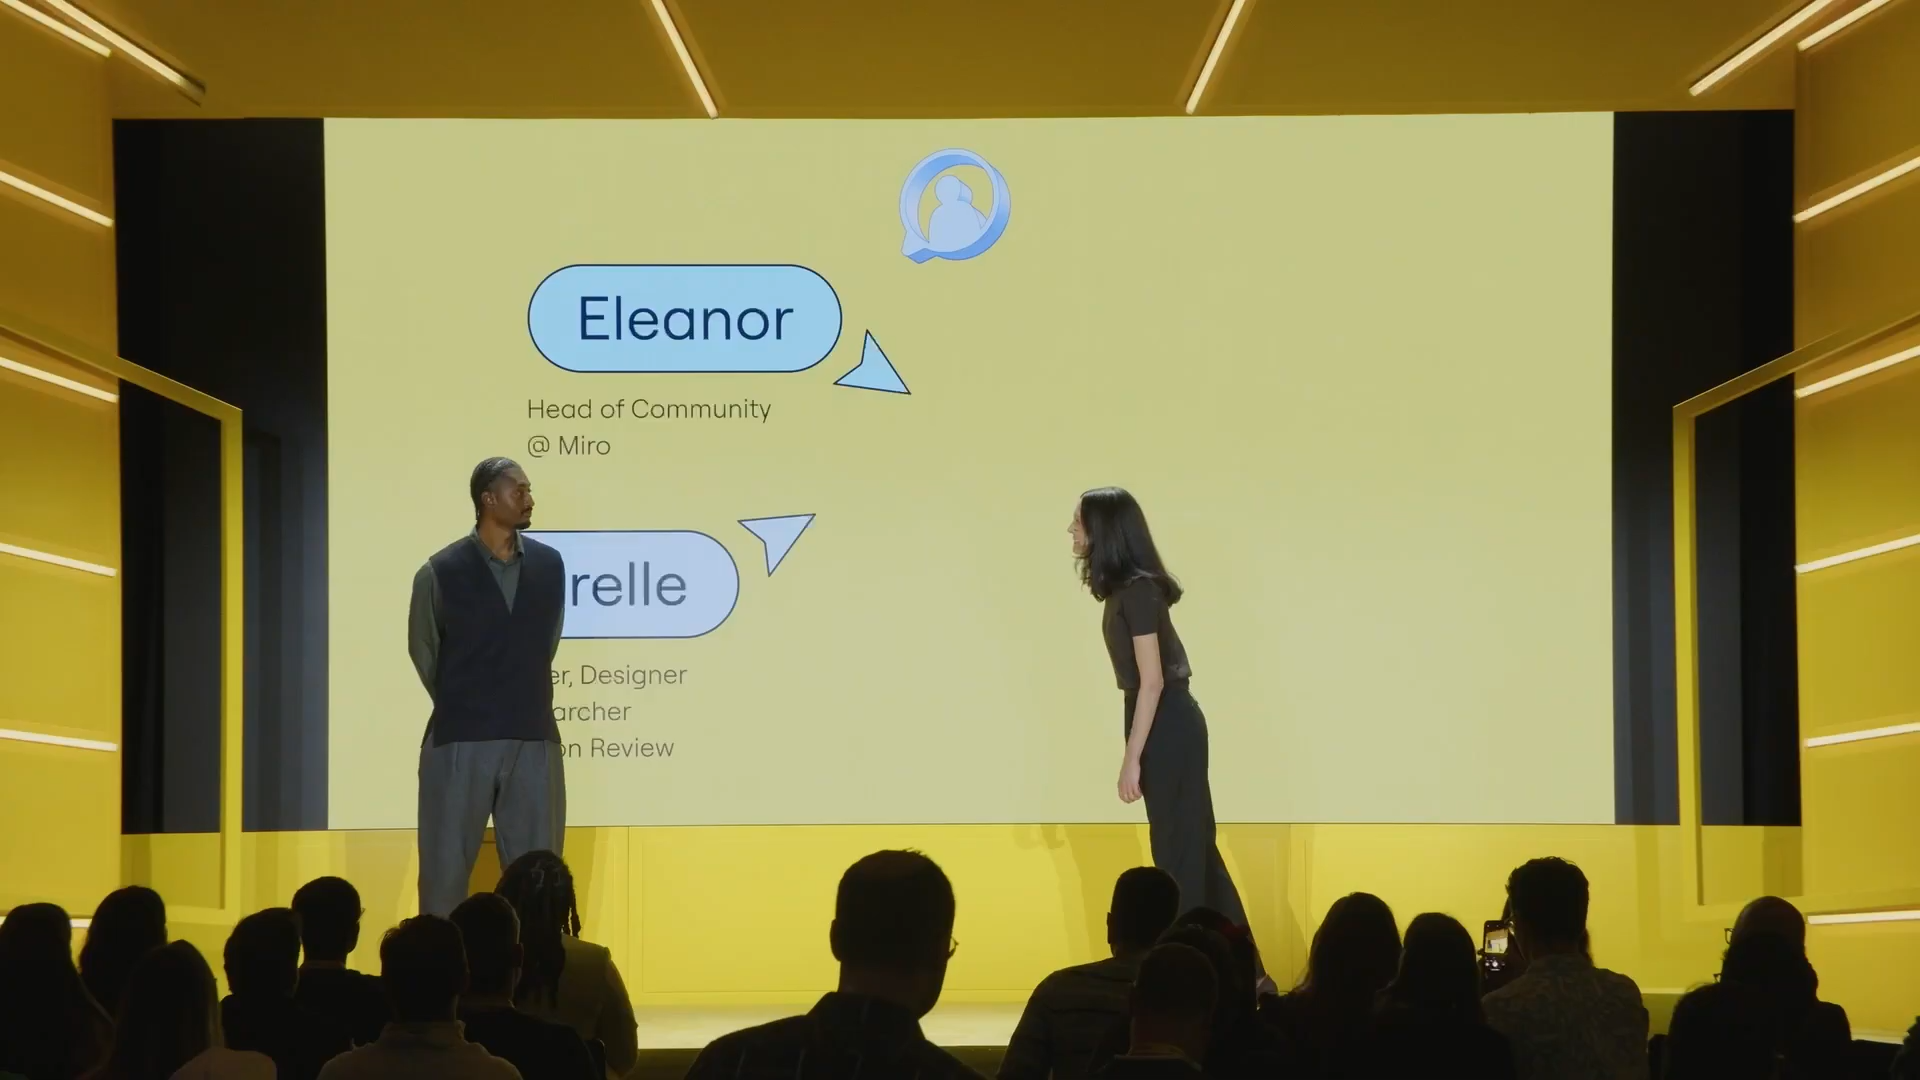 Eleanor
Head of Community
@ Miro
relle
er, Designer
archer
on Review